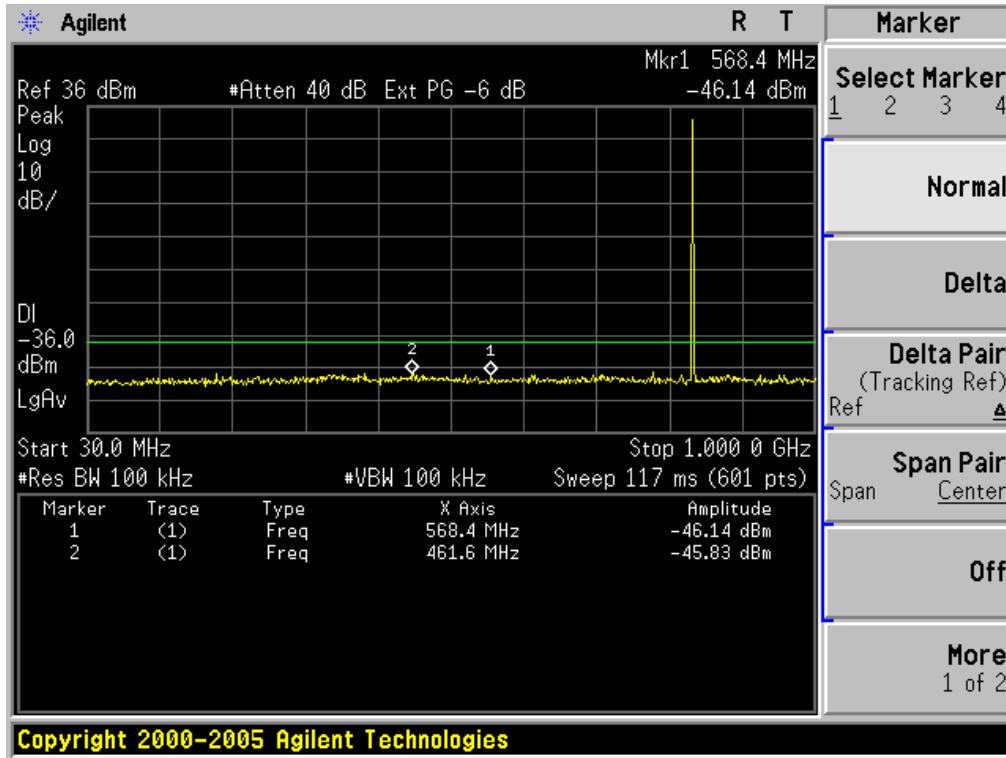 Agilent
R T
Mkr1 568.4 MHz
Ref 36 dBm #Atten 40 dB Ext PG -6 dB -46.14 dBm
Peak
Log
10
dB/
DI
-36.0
dBm
LgAv
2
1
Start 30.0 MHz Stop 1.000 0 GHz
#Res BW 100 kHz #VBW 100 kHz Sweep 117 ms (601 pts)
Marker Trace Type X Axis Amplitude
1 (1) Freq 568.4 MHz -46.14 dBm
2 (1) Freq 461.6 MHz -45.83 dBm
Marker
Select Marker
1 2 3 4
Normal
Delta
Delta Pair
(Tracking Ref)
Ref Δ
Span Pair
Span Center
Off
More
1 of 2
Copyright 2000-2005 Agilent Technologies